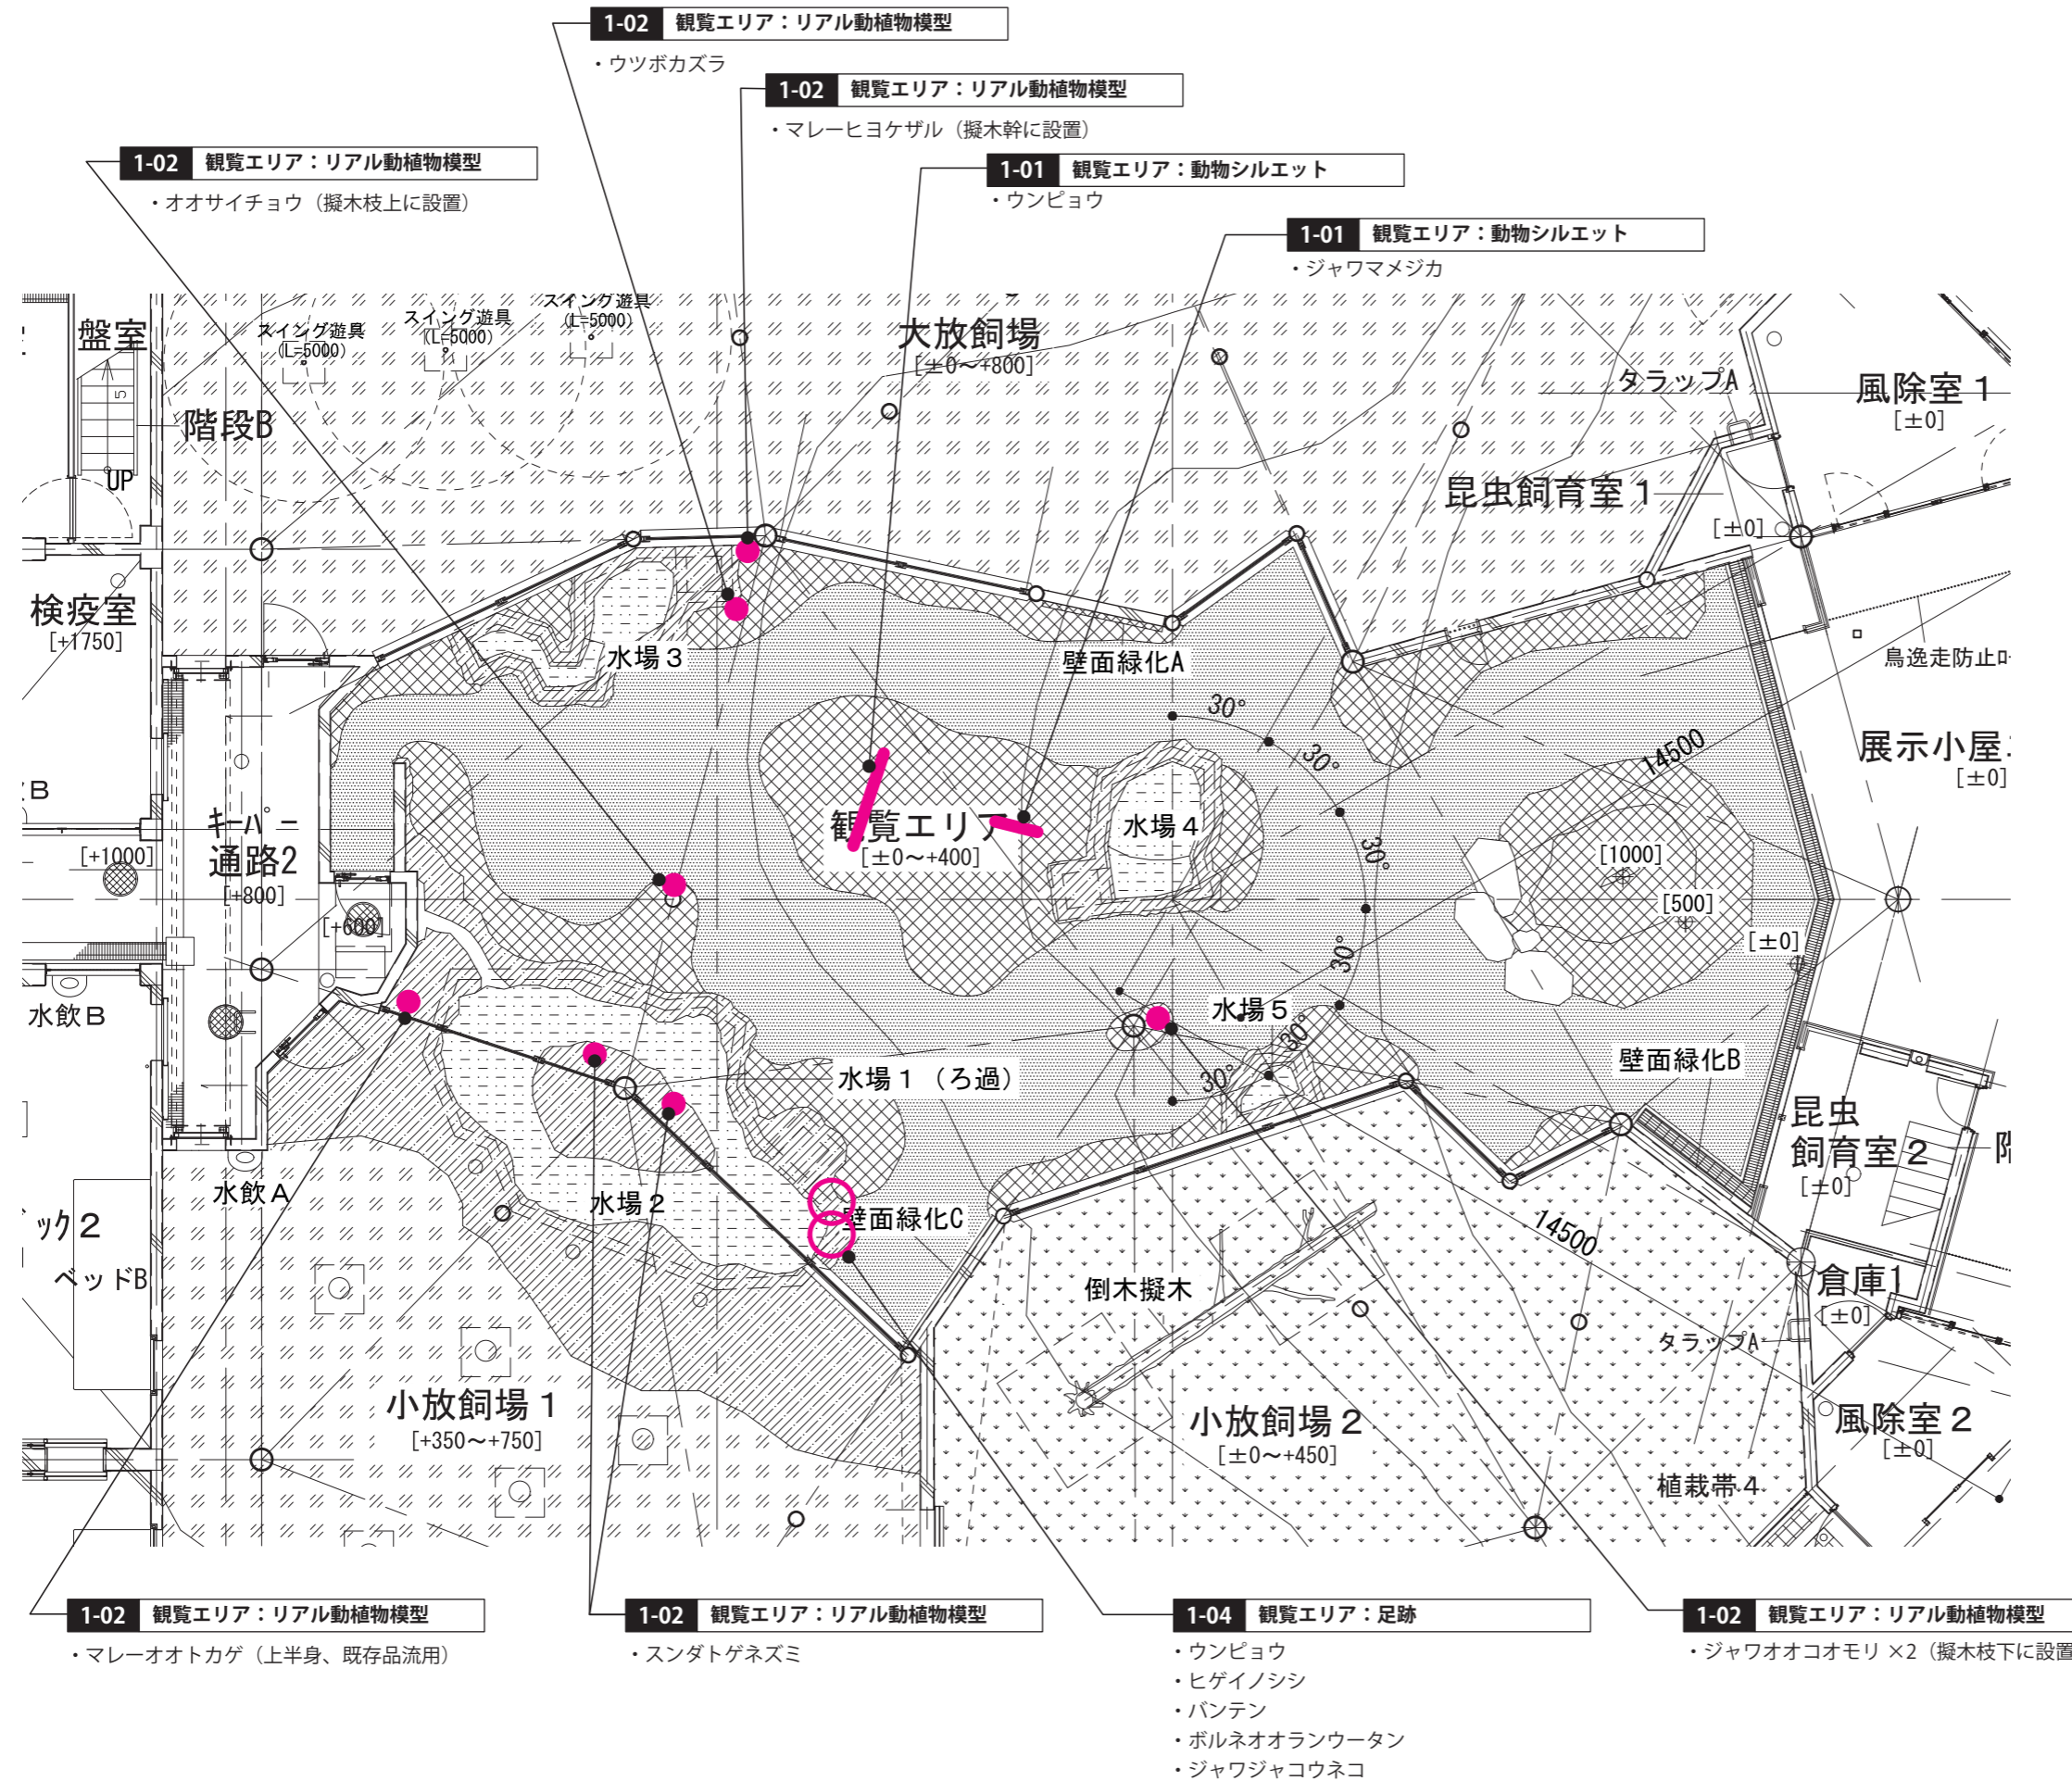 1-02 観覧エリア：リアル動植物模型
・ウツボカズラ
1-02 観覧エリア：リアル動植物模型
・マレーヒヨケザル（擬木幹に設置）
1-02 観覧エリア：リアル動植物模型
・オオサイチョウ（擬木枝上に設置）
1-01 観覧エリア：動物シルエット
・ウンピョウ
1-01 観覧エリア：動物シルエット
・ジャワマメジカ
スイング遊具
(L=5000)
スイング遊具
(L=5000)
スイング遊具
(L=5000)
盤室
5
階段B
UP
大放飼場
[±0～+800]
タラップA
風除室１
[±0]
昆虫飼育室１
[±0]
検疫室
[+1750]
水場３
壁面緑化A
鳥逸走防止
30°
30°
30°
30°
30°
30°
14500
展示小屋
[±0]
B
キーパー
通路2
[+800]
[+1000]
[+600]
観覧エリア
[±0～+400]
水場４
[1000]
[500]
[±0]
水飲B
水場５
水場１（ろ過）
壁面緑化B
昆虫
飼育室２
[±0]
水飲A
水場２
壁面緑化C
ック2
ベッドB
倒木擬木
14500
倉庫1
[±0]
タラップA
小放飼場１
[+350～+750]
小放飼場２
[±0～+450]
風除室２
[±0]
植栽帯４
1-02 観覧エリア：リアル動植物模型
・マレーオオトカゲ（上半身、既存品流用）
1-02 観覧エリア：リアル動植物模型
・スンダトゲネズミ
1-04 観覧エリア：足跡
・ウンピョウ
・ヒゲイノシシ
・バンテン
・ボルネオオランウータン
・ジャワジャコウネコ
1-02 観覧エリア：リアル動植物模型
・ジャワオオコオモリ ×2（擬木枝下に設置